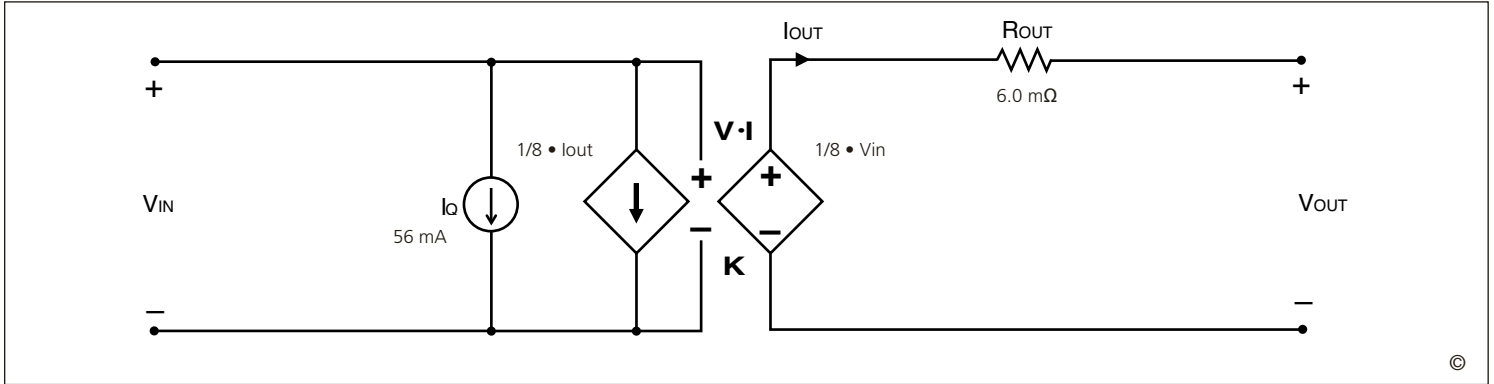 IOUT
ROUT
+
+
6.0 mΩ
V•I
1/8 • Iout
1/8 • Vin
+
+
VIN
IQ
VOUT
–
–
56 mA
K
–
–
©